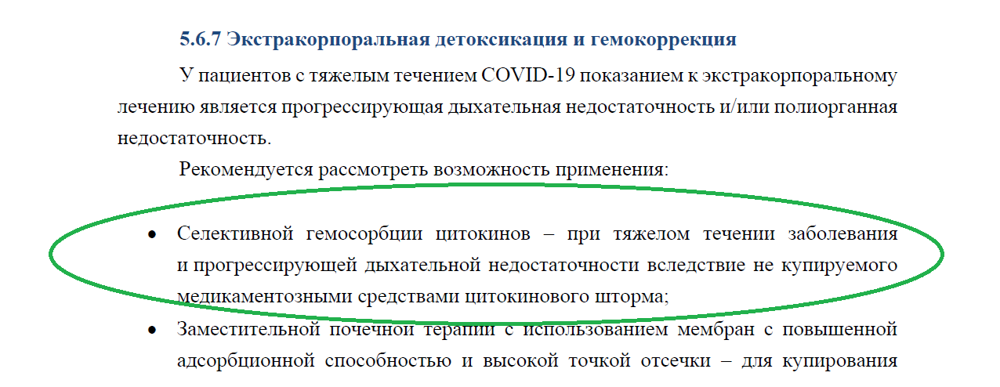 5.6.7 Экстракорпоральная детоксикация и гемокоррекция
У пациентов с тяжелым течением COVID-19 показанием к экстракорпоральному
лечению является прогрессирующая дыхательная недостаточность и/или полиорганная
недостаточность.
Рекомендуется рассмотреть возможность применения:
• Селективной гемосорбции цитокинов – при тяжелом течении заболевания
и прогрессирующей дыхательной недостаточности вследствие не купируемого
медикаментозными средствами цитокинового шторма;
• Заместительной почечной терапии с использованием мембран с повышенной
адсорбционной способностью и высокой точкой отсечки – для купирования